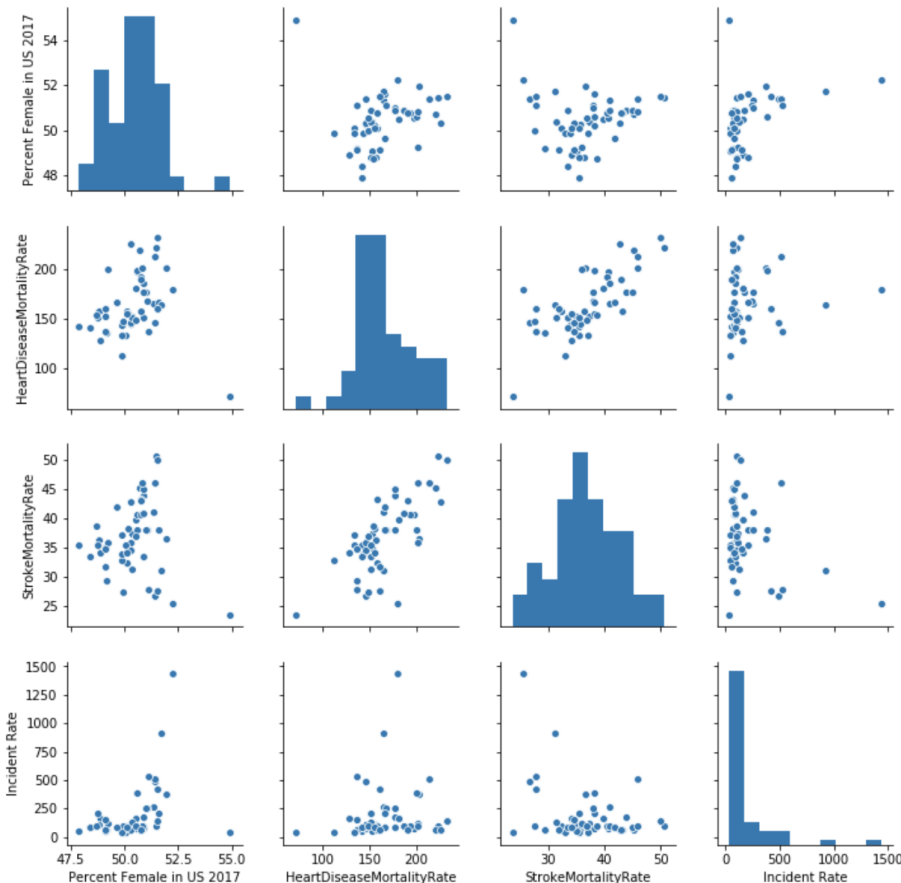 Percent Female in US 2017
54
52
50
48
HeartDiseaseMortalityRate
200
150
100
StrokeMortalityRate
50
45
40
35
30
25
Incident Rate
1500
1250
1000
750
500
250
0
47.5 50.0 52.5 55.0
Percent Female in US 2017
100 150 200
HeartDiseaseMortalityRate
30 40 50
StrokeMortalityRate
0 500 1000 1500
Incident Rate